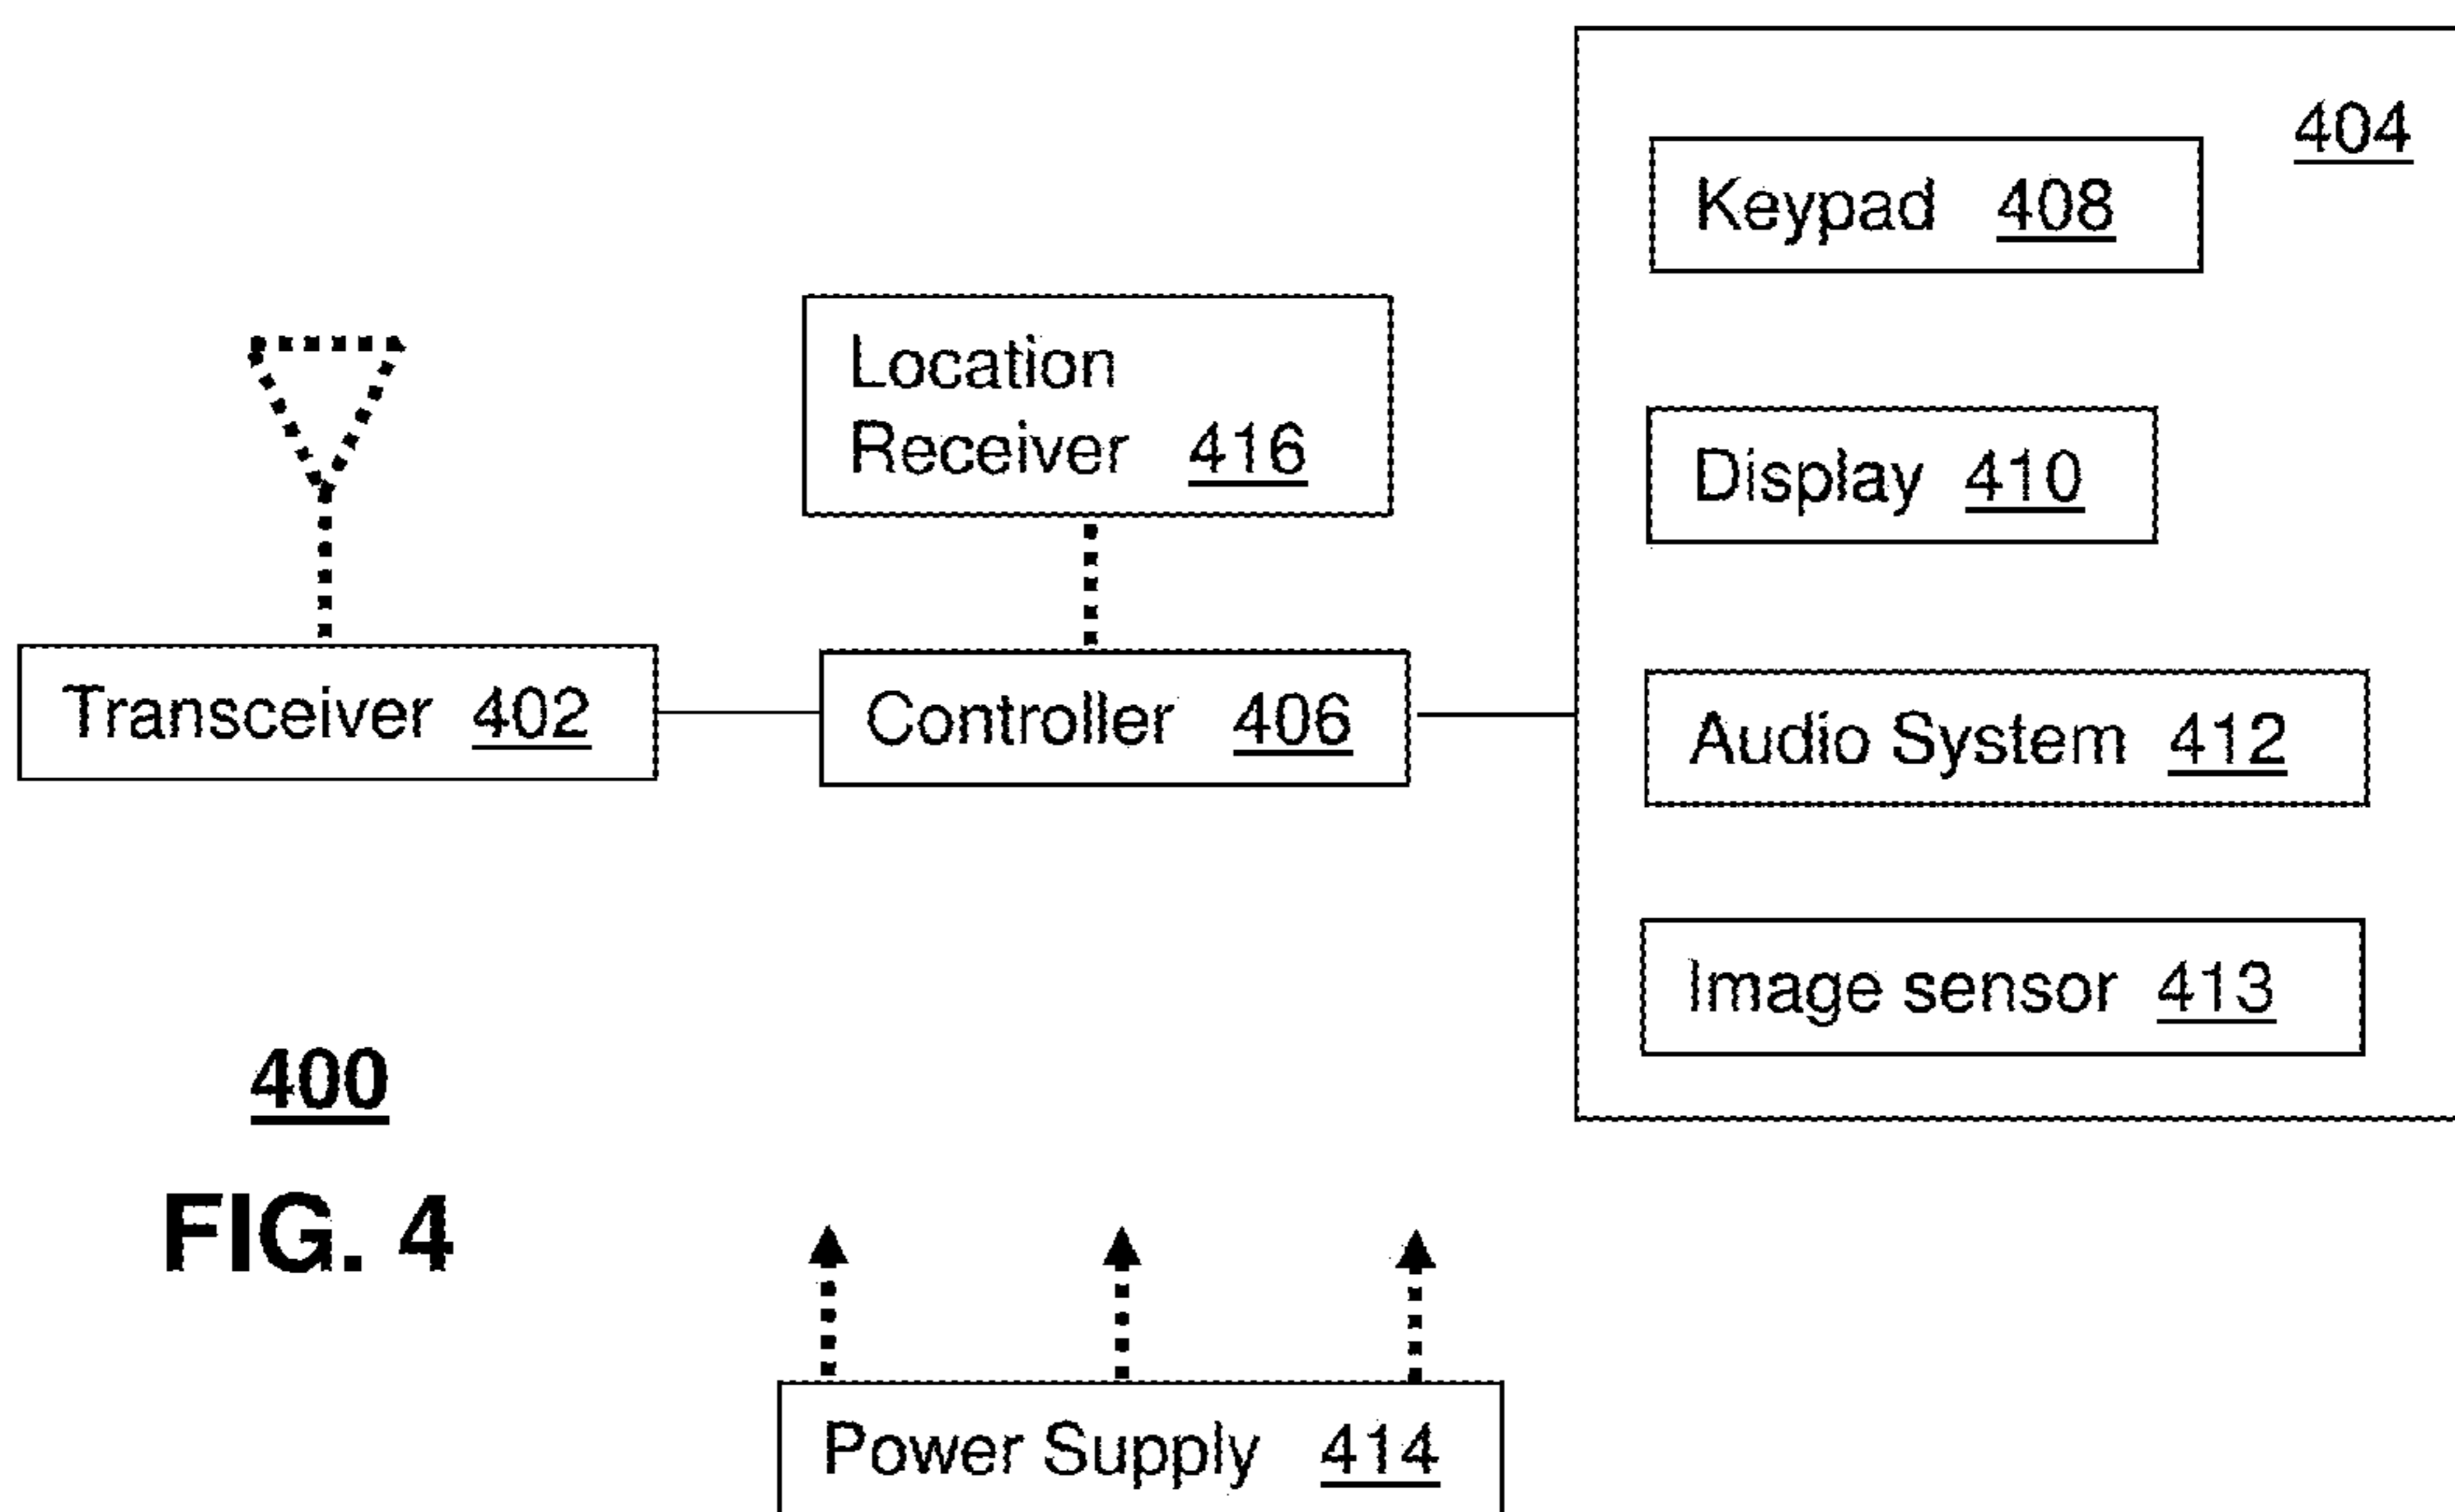 404
Keypad 408
Location
Receiver 416
Display 410
Transceiver 402
Controller 406
Audio System 412
Image sensor 413
400
FIG. 4
Power Supply 414